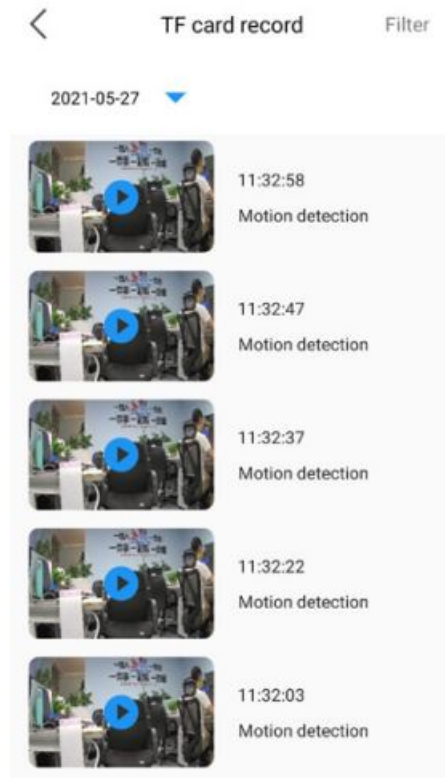 TF card record
Filter
2021-05-27
11:32:58
Motion detection
11:32:47
Motion detection
11:32:37
Motion detection
11:32:22
Motion detection
11:32:03
Motion detection